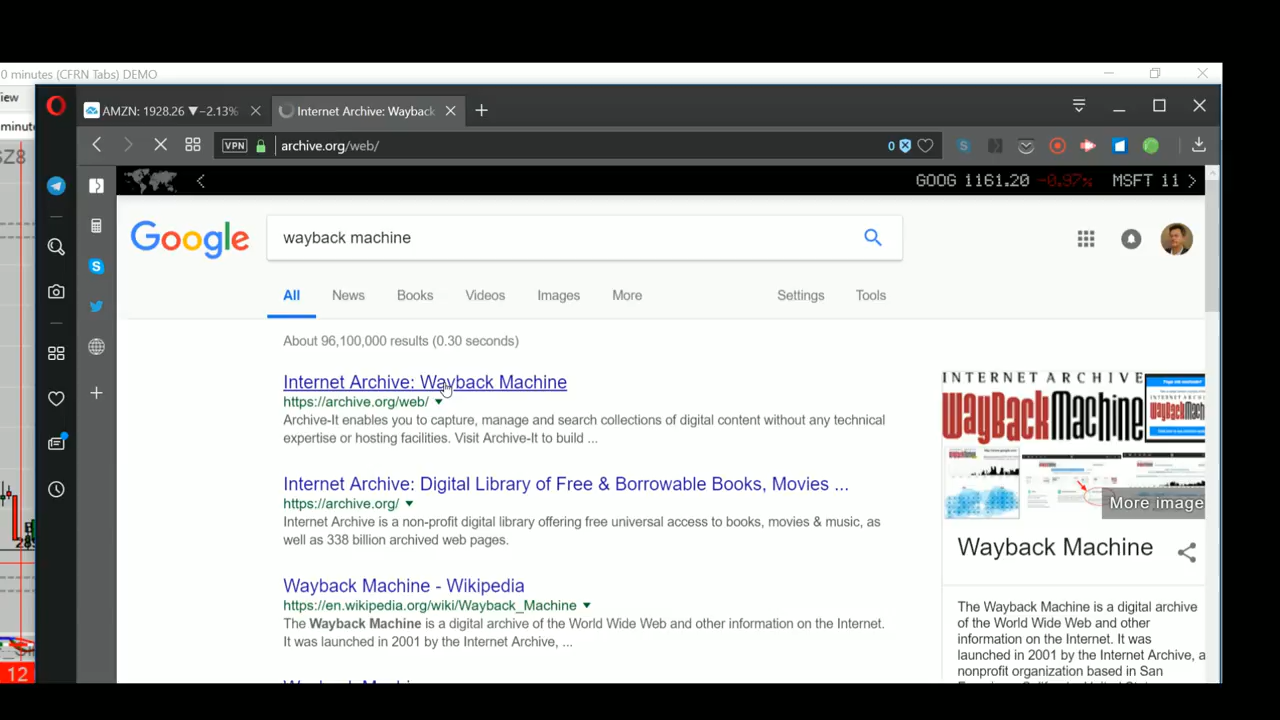 0 minutes (CFRN Tabs) DEMO
iew
minut
AMZN: 1928.26 ▼−2.13%
Internet Archive: Wayback
VPN
archive.org/web/
0
SZ8
GOOG 1161.20 -0.97% MSFT 11
Google
wayback machine
All
News
Books
Videos
Images
More
Settings
Tools
About 96,100,000 results (0.30 seconds)
Internet Archive: Wayback Machine
https://archive.org/web/
Archive-It enables you to capture, manage and search collections of digital content without any technical
expertise or hosting facilities. Visit Archive-It to build ...
Internet Archive: Digital Library of Free & Borrowable Books, Movies ...
https://archive.org/
Internet Archive is a non-profit digital library offering free universal access to books, movies & music, as
well as 338 billion archived web pages.
Wayback Machine - Wikipedia
https://en.wikipedia.org/wiki/Wayback_Machine
The Wayback Machine is a digital archive of the World Wide Web and other information on the Internet.
It was launched in 2001 by the Internet Archive, ...
INTERNET ARCHIVE
WayBackMachine
More image
Wayback Machine
The Wayback Machine is a digital archive
of the World Wide Web and other
information on the Internet. It was
launched in 2001 by the Internet Archive, a
nonprofit organization based in San
12